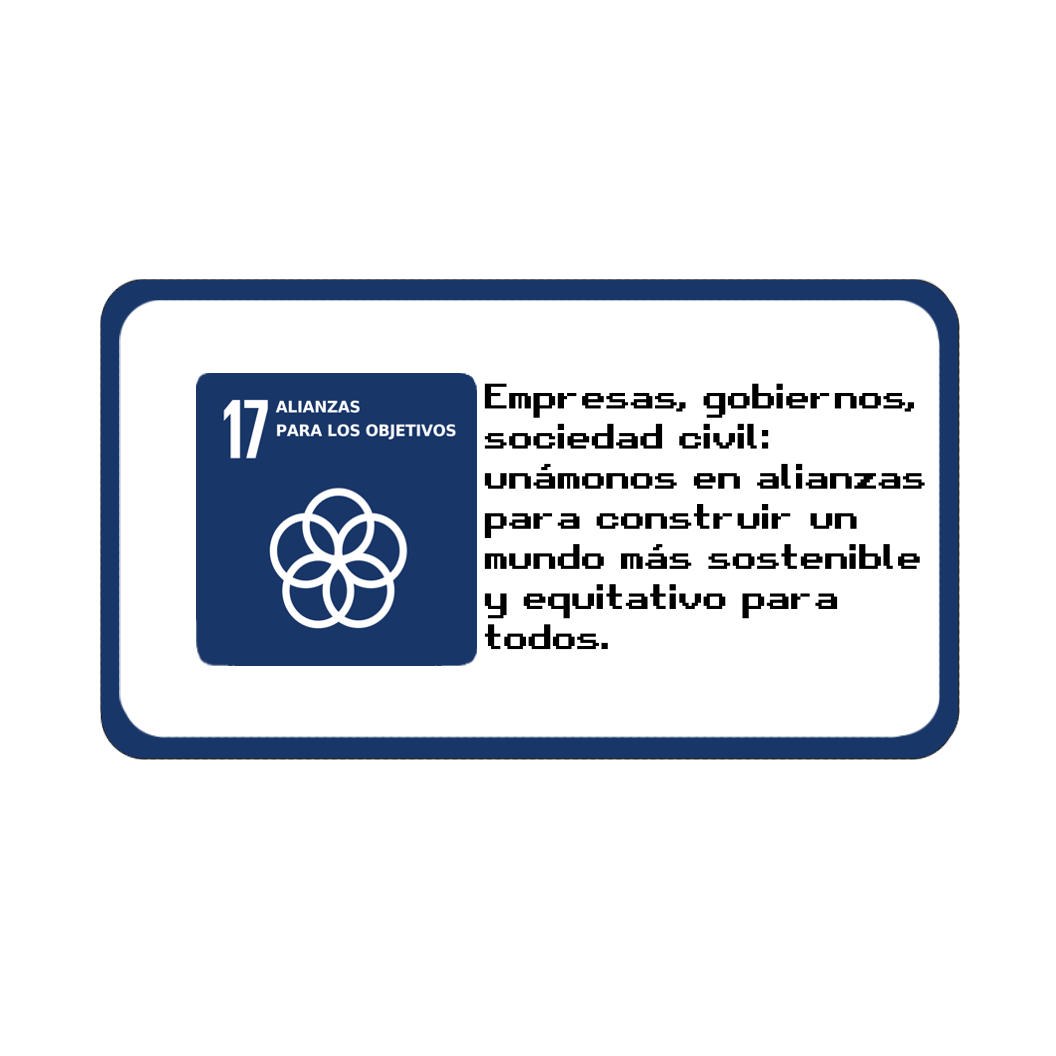 17 ALIANZAS
PARA LOS OBJETIVOS
Empresas, gobiernos,
sociedad civil:
unámonos en alianzas
para construir un
mundo más sostenible
y equitativo para
todos.